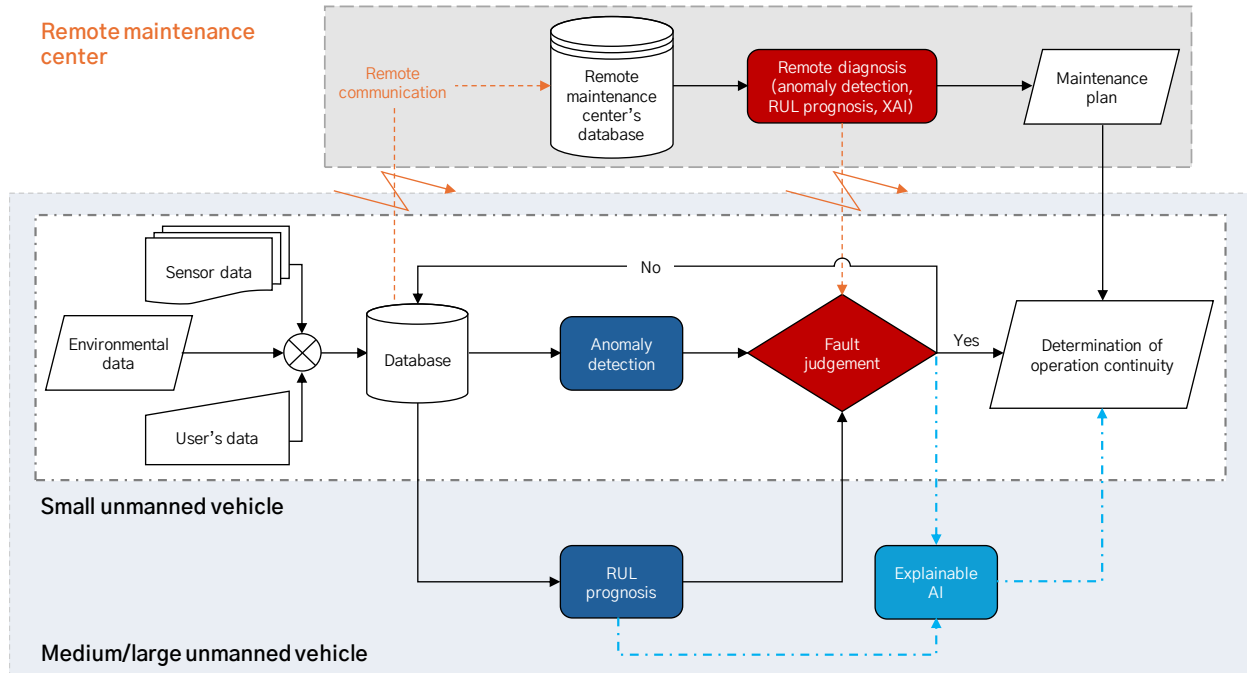 Remote maintenance
center
Remote
communication
Remote
maintenance
center's
database
Remote diagnosis
(anomaly detection,
RUL prognosis, XAI)
Maintenance
plan
Sensor data
Environmental
data
User's data
Database
No
Anomaly
detection
Fault
judgement
Yes
Determination of
operation continuity
Small unmanned vehicle
RUL
prognosis
Explainable
AI
Medium/large unmanned vehicle